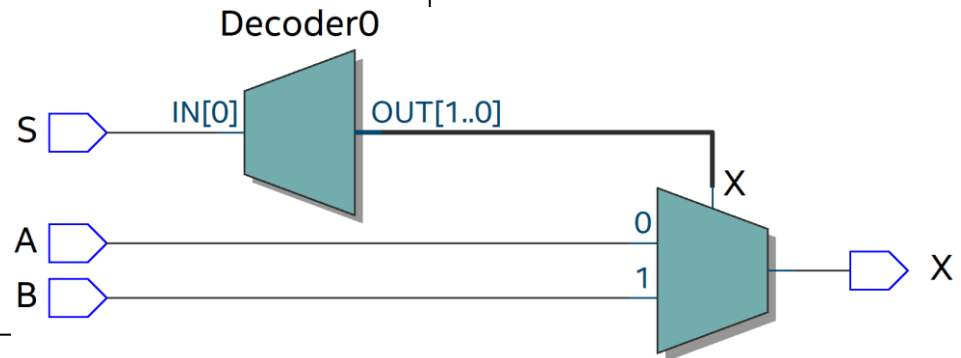 Decoder0
S
IN[0]
OUT[1..0]
X
A
0
B
1
X